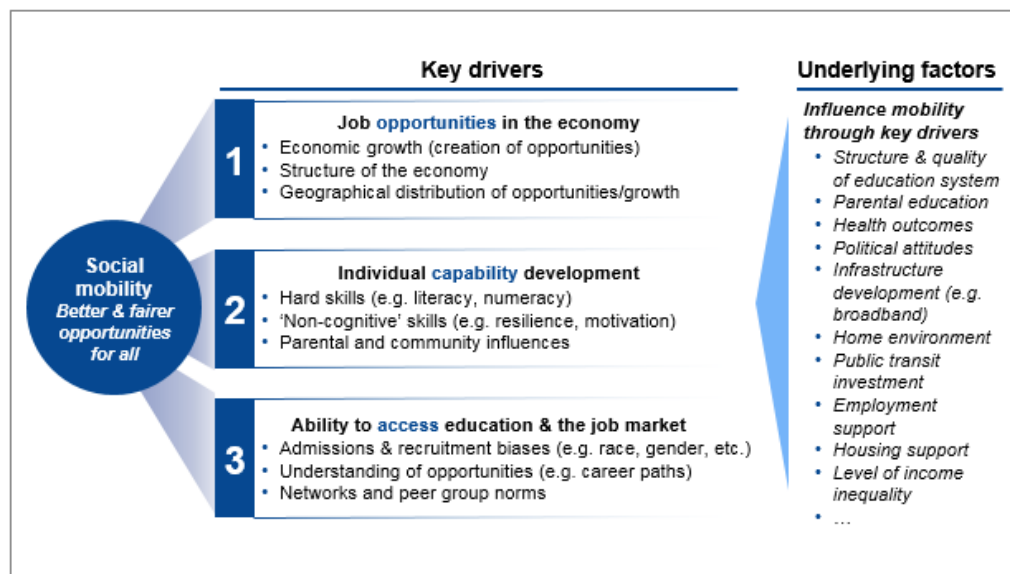 Key drivers
Underlying factors
Social
mobility
Better & fairer
opportunities
for all
1
Job opportunities in the economy
• Economic growth (creation of opportunities)
• Structure of the economy
• Geographical distribution of opportunities/growth
2
Individual capability development
• Hard skills (e.g. literacy, numeracy)
• ‘Non-cognitive’ skills (e.g. resilience, motivation)
• Parental and community influences
3
Ability to access education & the job market
• Admissions & recruitment biases (e.g. race, gender, etc.)
• Understanding of opportunities (e.g. career paths)
• Networks and peer group norms
Influence mobility
through key drivers
• Structure & quality
of education system
• Parental education
• Health outcomes
• Political attitudes
• Infrastructure
development (e.g.
broadband)
• Home environment
• Public transit
investment
• Employment
support
• Housing support
• Level of income
inequality
• …